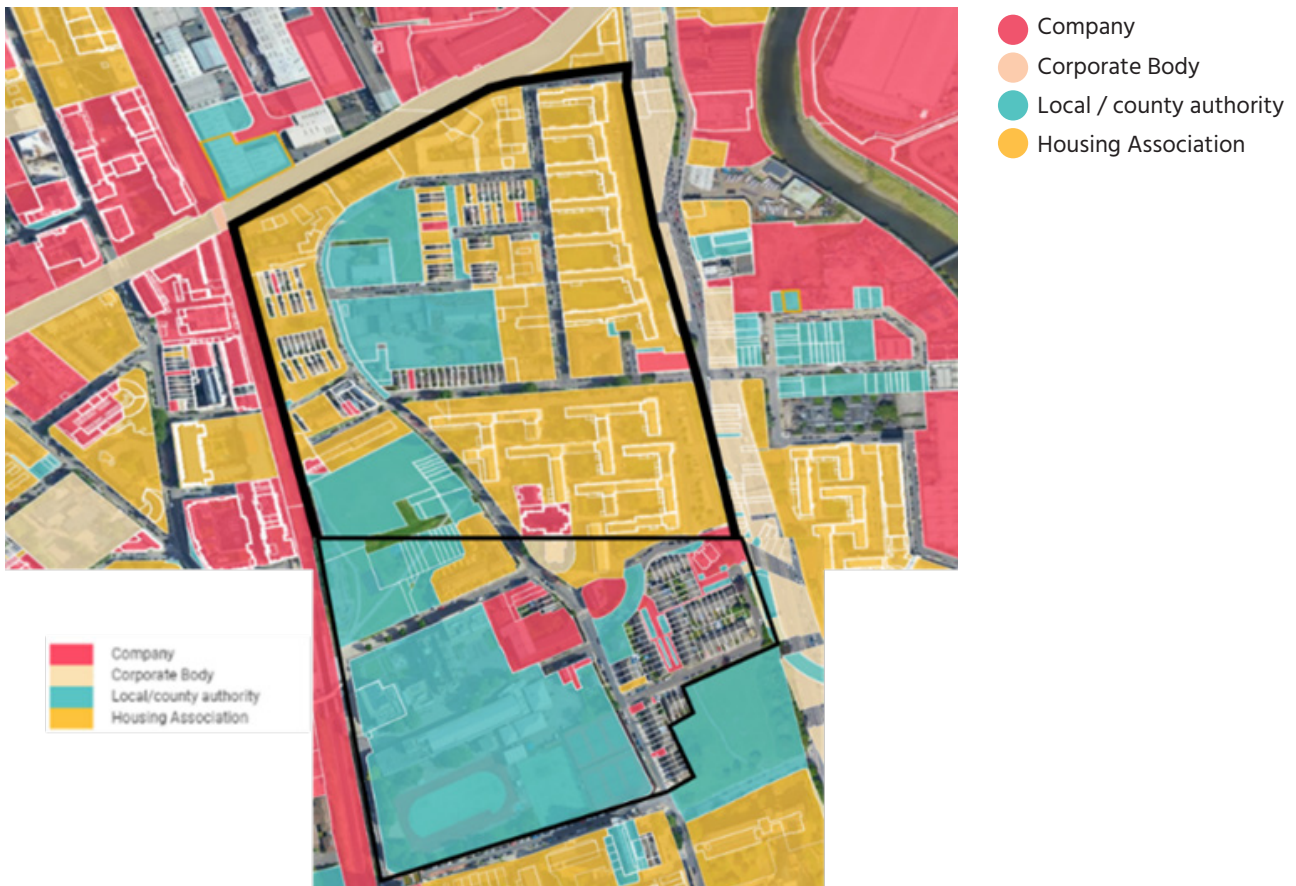 Company
Corporate Body
Local / county authority
Housing Association
Company
Corporate Body
Local/county authority
Housing Association